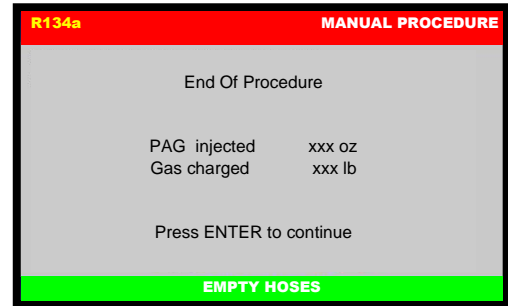 R134a MANUAL PROCEDURE
End Of Procedure
PAG injected xxx oz
Gas charged xxx lb
Press ENTER to continue
EMPTY HOSES